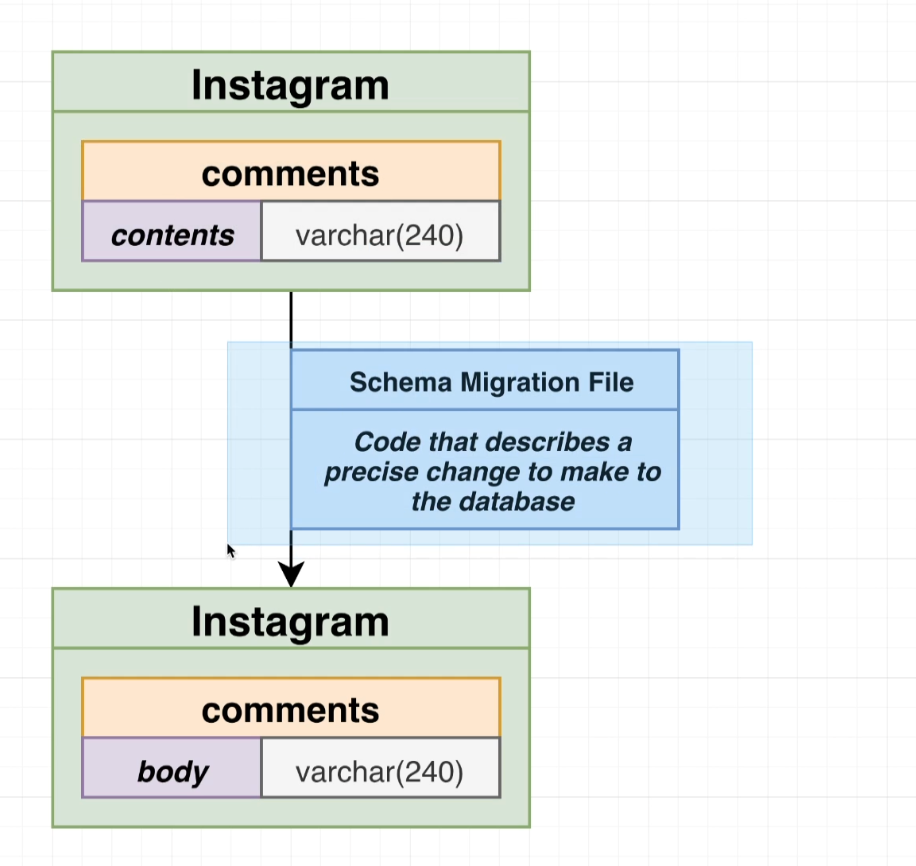 Instagram
comments
contents varchar(240)
Schema Migration File
Code that describes a
precise change to make to
the database
Instagram
comments
body varchar(240)